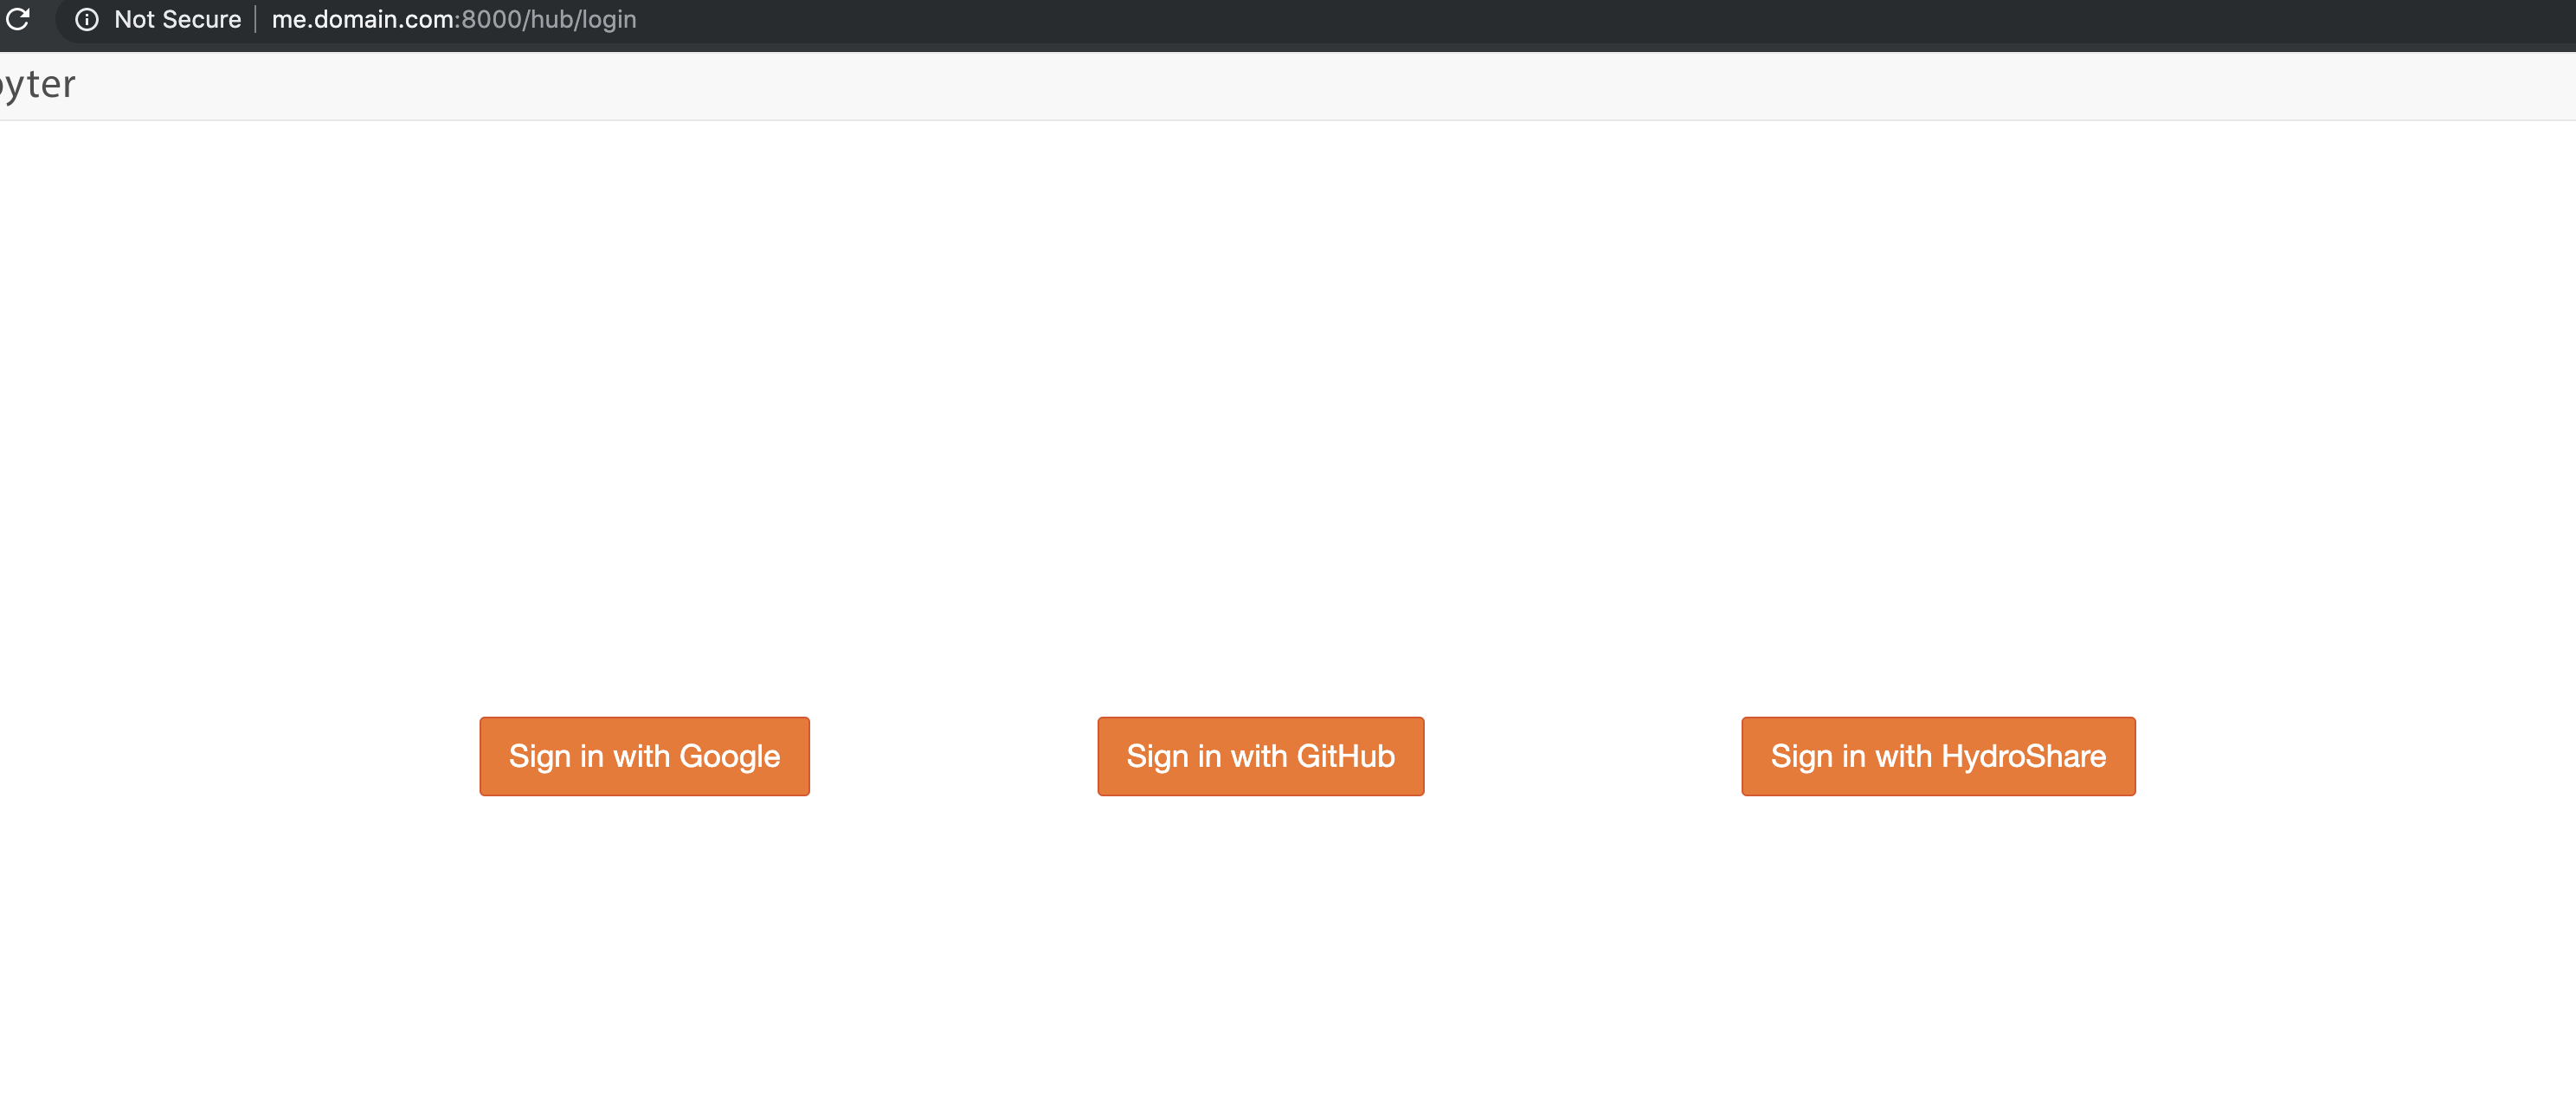 Not Secure me.domain.com:8000/hub/login
yter
Sign in with Google Sign in with GitHub Sign in with HydroShare